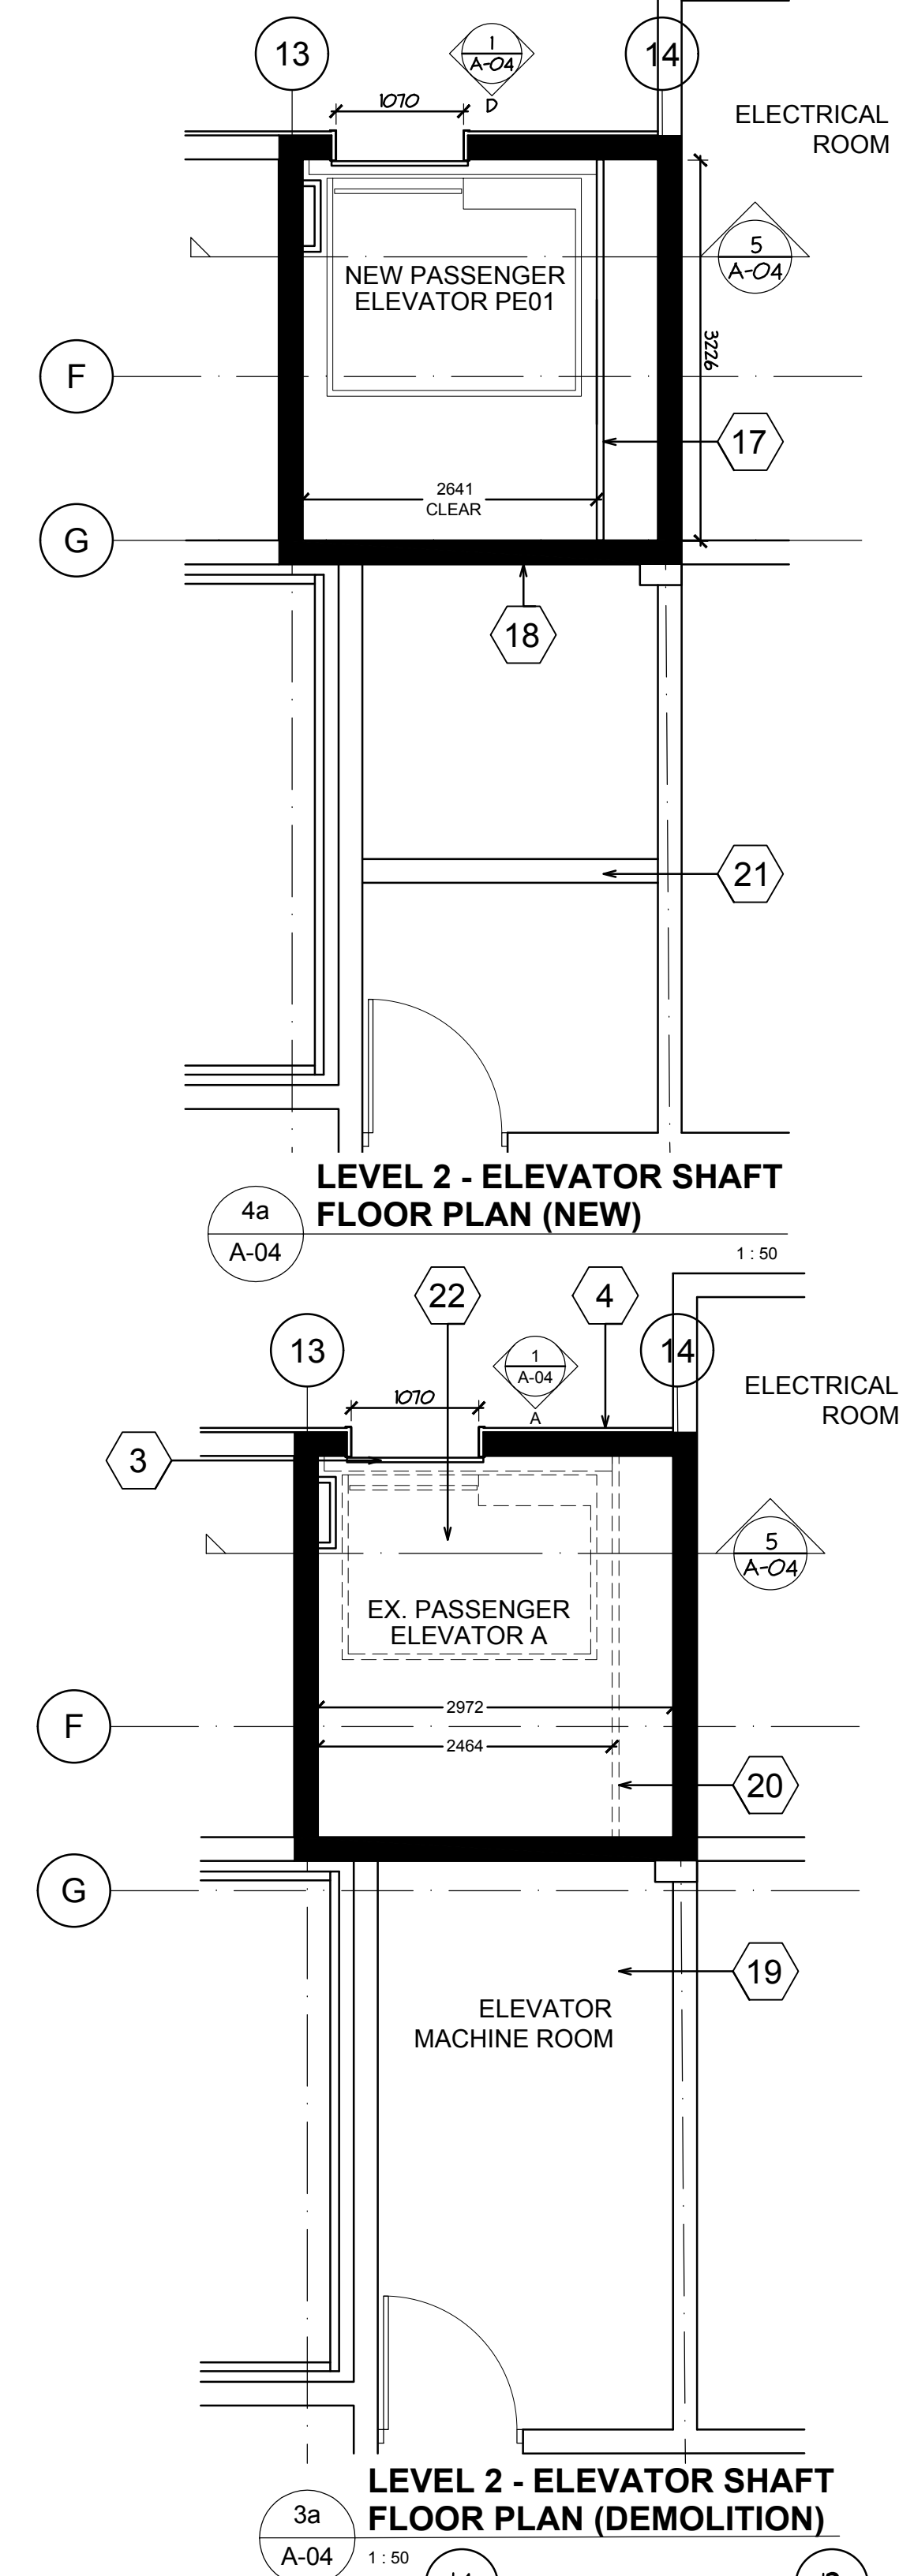 13
1
A-04
D
14
1070
ELECTRICAL
ROOM
5
A-04
NEW PASSENGER
ELEVATOR PE01
3226
F
17
2641
CLEAR
G
18
21
LEVEL 2 - ELEVATOR SHAFT
FLOOR PLAN (NEW)
4a
A-04
1 : 50
22
4
13
1
A-04
A
14
1070
ELECTRICAL
ROOM
3
5
A-04
EX. PASSENGER
ELEVATOR A
2972
F
2464
20
G
19
ELEVATOR
MACHINE ROOM
LEVEL 2 - ELEVATOR SHAFT
FLOOR PLAN (DEMOLITION)
3a
A-04
1 : 50